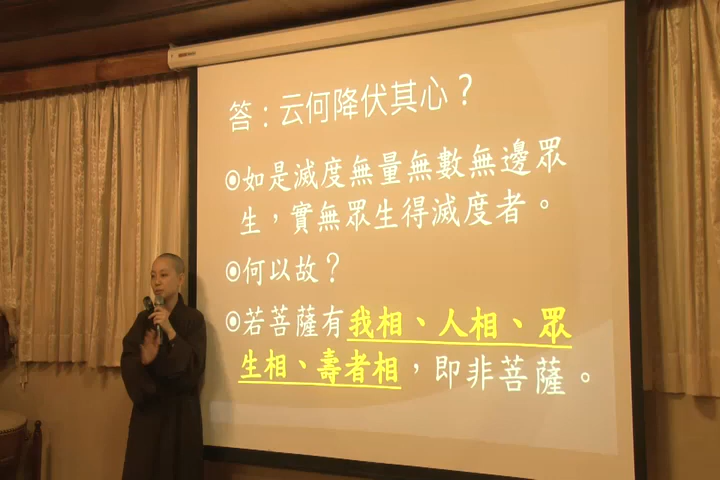 答：云何降伏其心？
◉如是滅度無量無數無邊眾
生，實無眾生得滅度者。
◉何以故？
◉若菩薩有我相、人相、眾
生相、壽者相，即非菩薩。